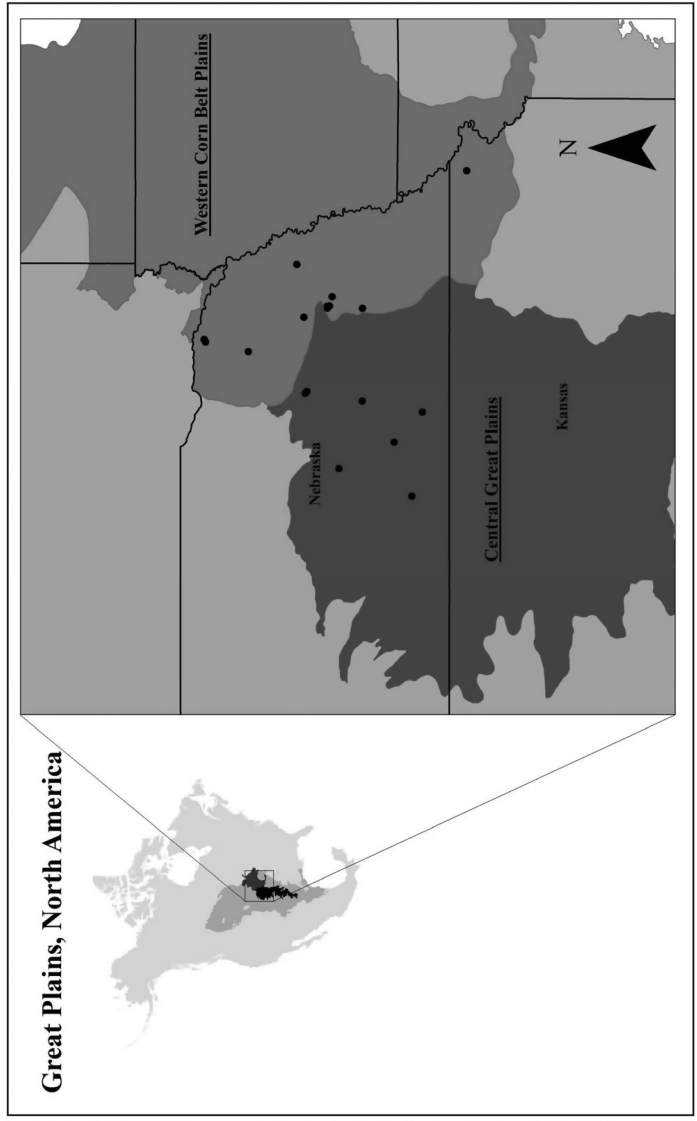 Great Plains, North America
Western Corn Belt Plains
Nebraska
Central Great Plains
Kansas
N